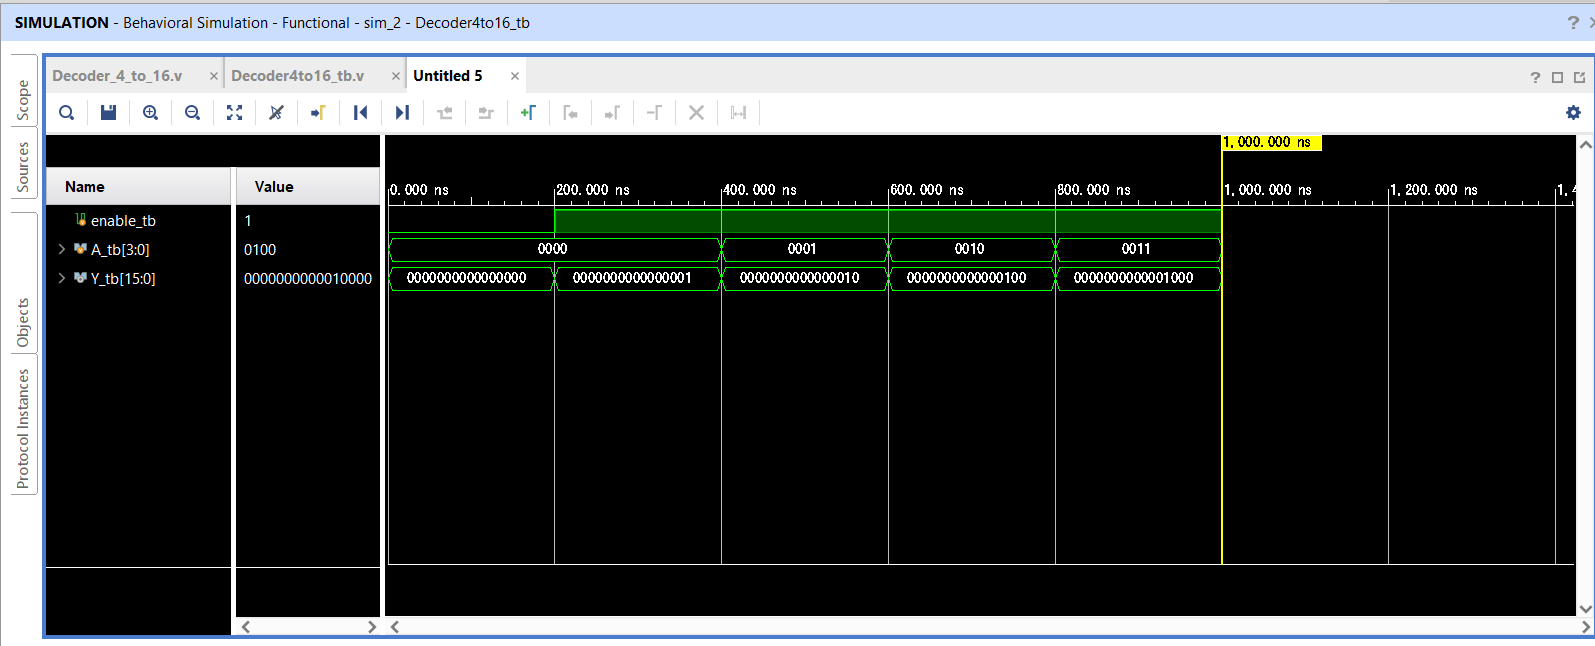 SIMULATION - Behavioral Simulation - Functional - sim_2 - Decoder4to16_tb ?
Scope
Sources
Objects
Protocol Instances
Decoder_4_to_16.v × Decoder4to16_tb.v × Untitled 5 × ?
1,000.000 ns
Name Value
0.000 ns 200.000 ns 400.000 ns 600.000 ns 800.000 ns 1,000.000 ns 1,200.000 ns 1,4
enable_tb 1
A_tb[3:0] 0100 0000 0001 0010 0011
Y_tb[15:0] 0000000000010000 0000000000000000 0000000000000001 0000000000000010 0000000000000100 0000000000001000